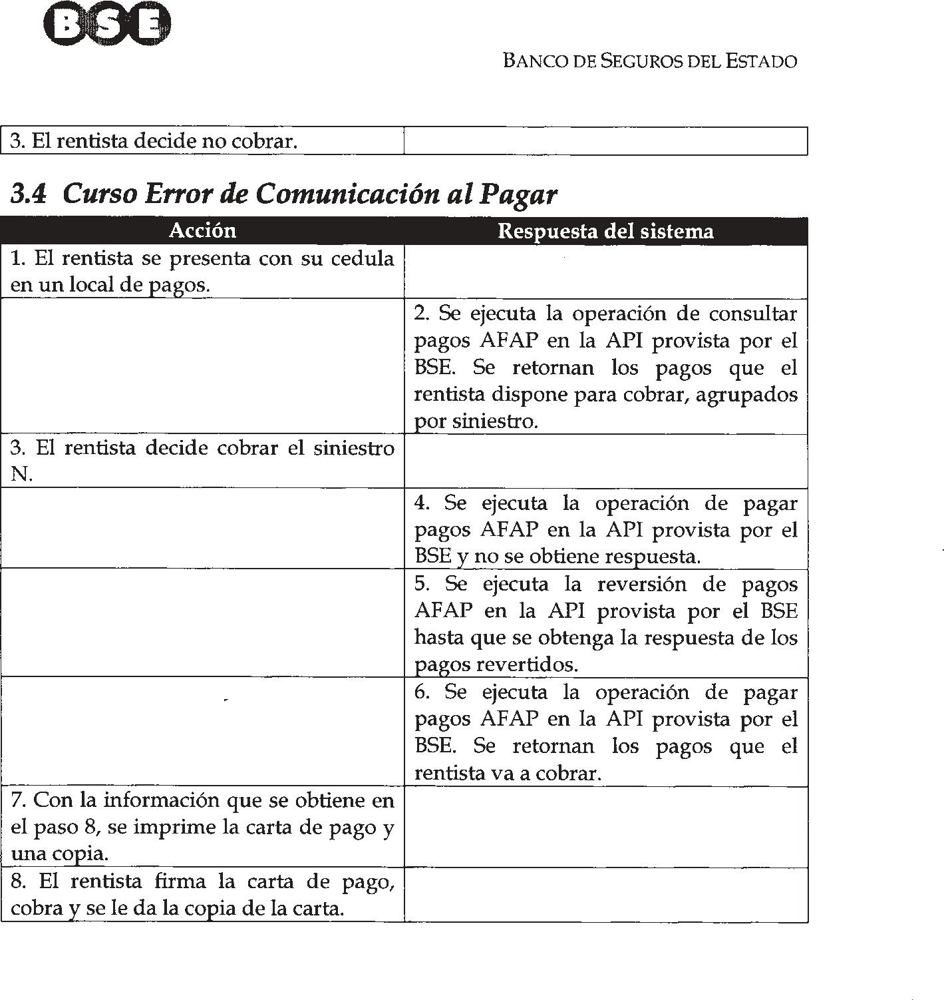 BSE
BANCO DE SEGUROS DEL ESTADO
3. El rentista decide no cobrar.
3.4 Curso Error de Comunicación al Pagar
Acción
Respuesta del sistema
1. El rentista se presenta con su cedula
en un local de pagos.
2. Se ejecuta la operación de consultar
pagos AFAP en la API provista por el
BSE. Se retornan los pagos que el
rentista dispone para cobrar, agrupados
por siniestro.
3. El rentista decide cobrar el siniestro
N.
4. Se ejecuta la operación de pagar
pagos AFAP en la API provista por el
BSE y no se obtiene respuesta.
5. Se ejecuta la reversión de pagos
AFAP en la API provista por el BSE
hasta que se obtenga la respuesta de los
pagos revertidos.
6. Se ejecuta la operación de pagar
pagos AFAP en la API provista por el
BSE. Se retornan los pagos que el
rentista va a cobrar.
7. Con la información que se obtiene en
el paso 8, se imprime la carta de pago y
una copia.
8. El rentista firma la carta de pago,
cobra y se le da la copia de la carta.